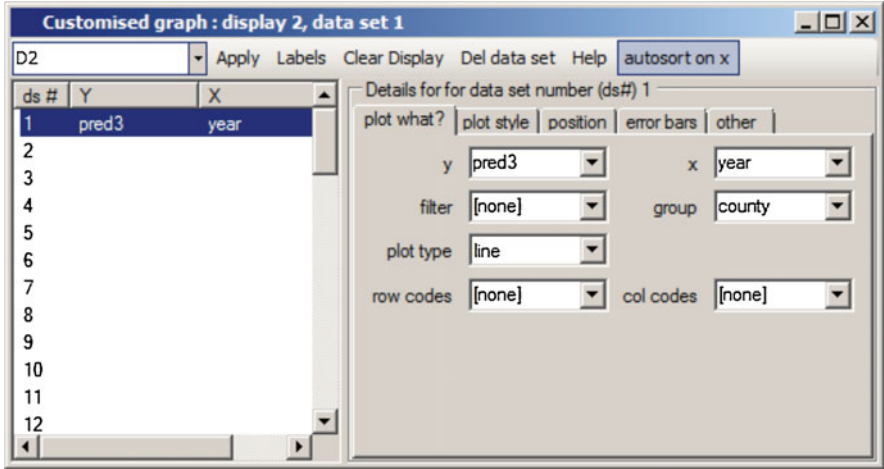 Customised graph : display 2, data set 1
D2 Apply Labels Clear Display Del data set Help autosort on x
ds # Y X
1 pred3 year
2
3
4
5
6
7
8
9
10
11
12
Details for for data set number (ds#) 1
plot what? plot style position error bars other
y pred3 x year
filter [none] group county
plot type line
row codes [none] col codes [none]